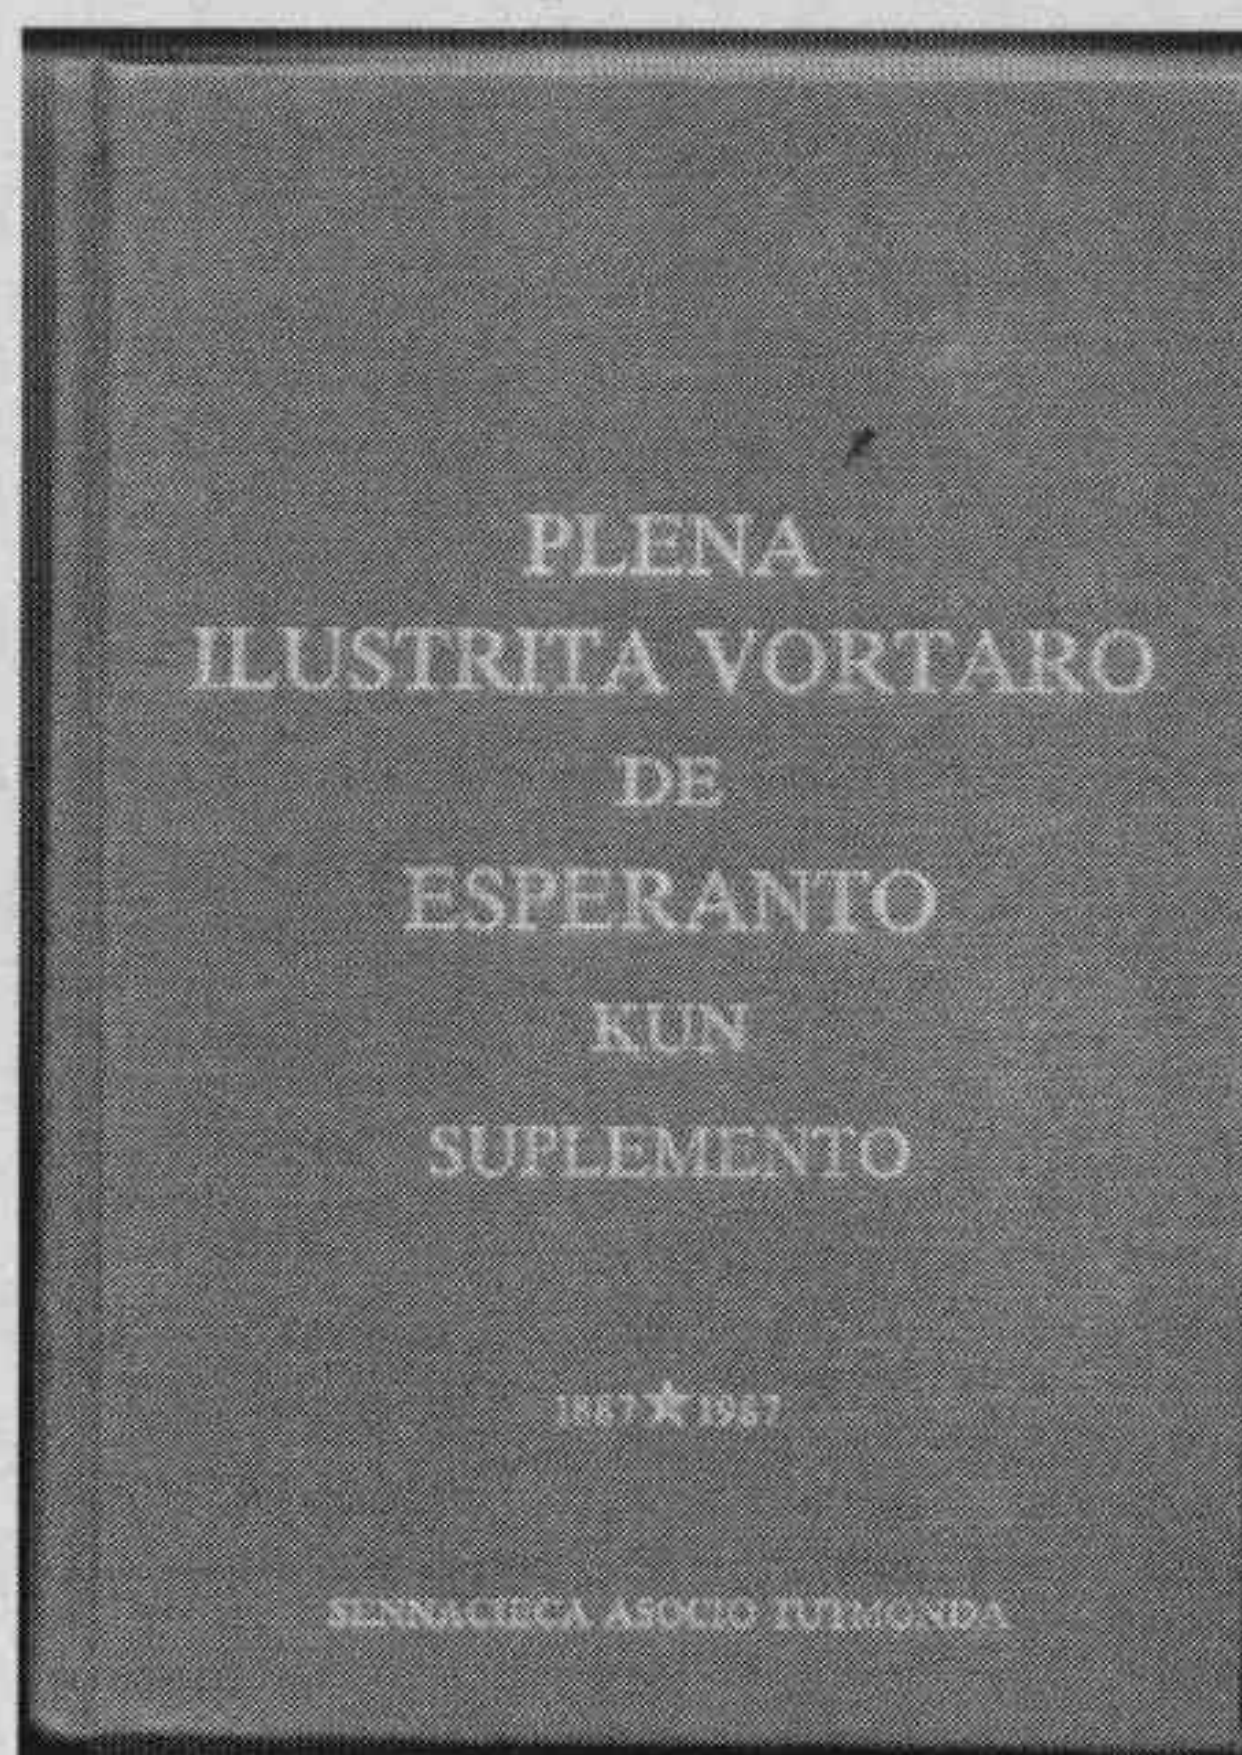 PLENA
ILUSTRITA VORTARO
DE
ESPERANTO
KUN
SUPLEMENTO
1887★1987
SENNACIECA ASOCIO TUTMONDA